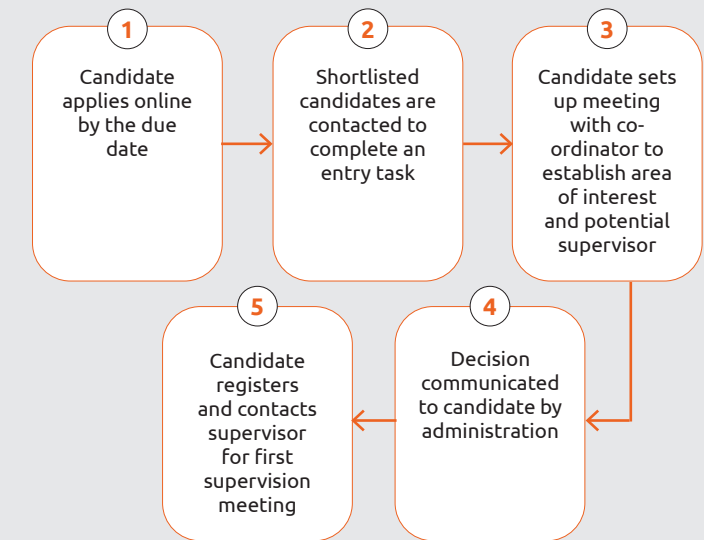 1
Candidate
applies online
by the due
date
2
Shortlisted
candidates are
contacted to
complete an
entry task
3
Candidate sets
up meeting
with co-
ordinator to
establish area
of interest
and potential
supervisor
4
Decision
communicated
to candidate by
administration
5
Candidate
registers
and contacts
supervisor
for first
supervision
meeting